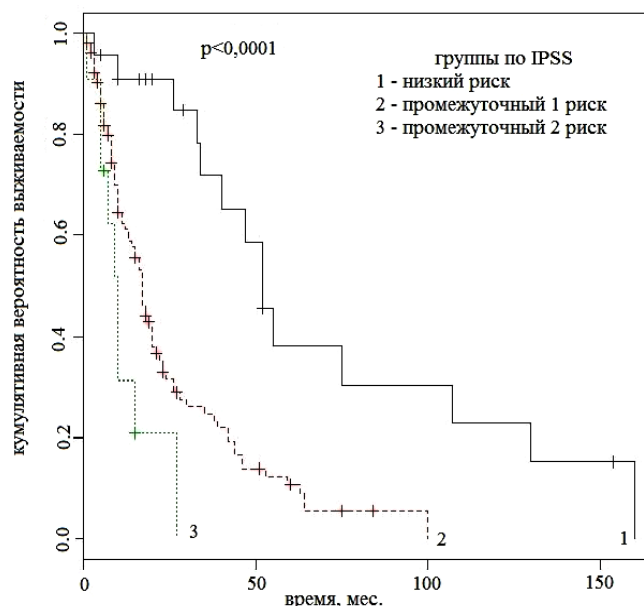 p<0,0001
группы по IPSS
1 - низкий риск
2 - промежуточный 1 риск
3 - промежуточный 2 риск
кумулятивная вероятность выживаемости
1.0
0.8
0.6
0.4
0.2
0.0
3
2
1
0
50
100
150
время, мес.